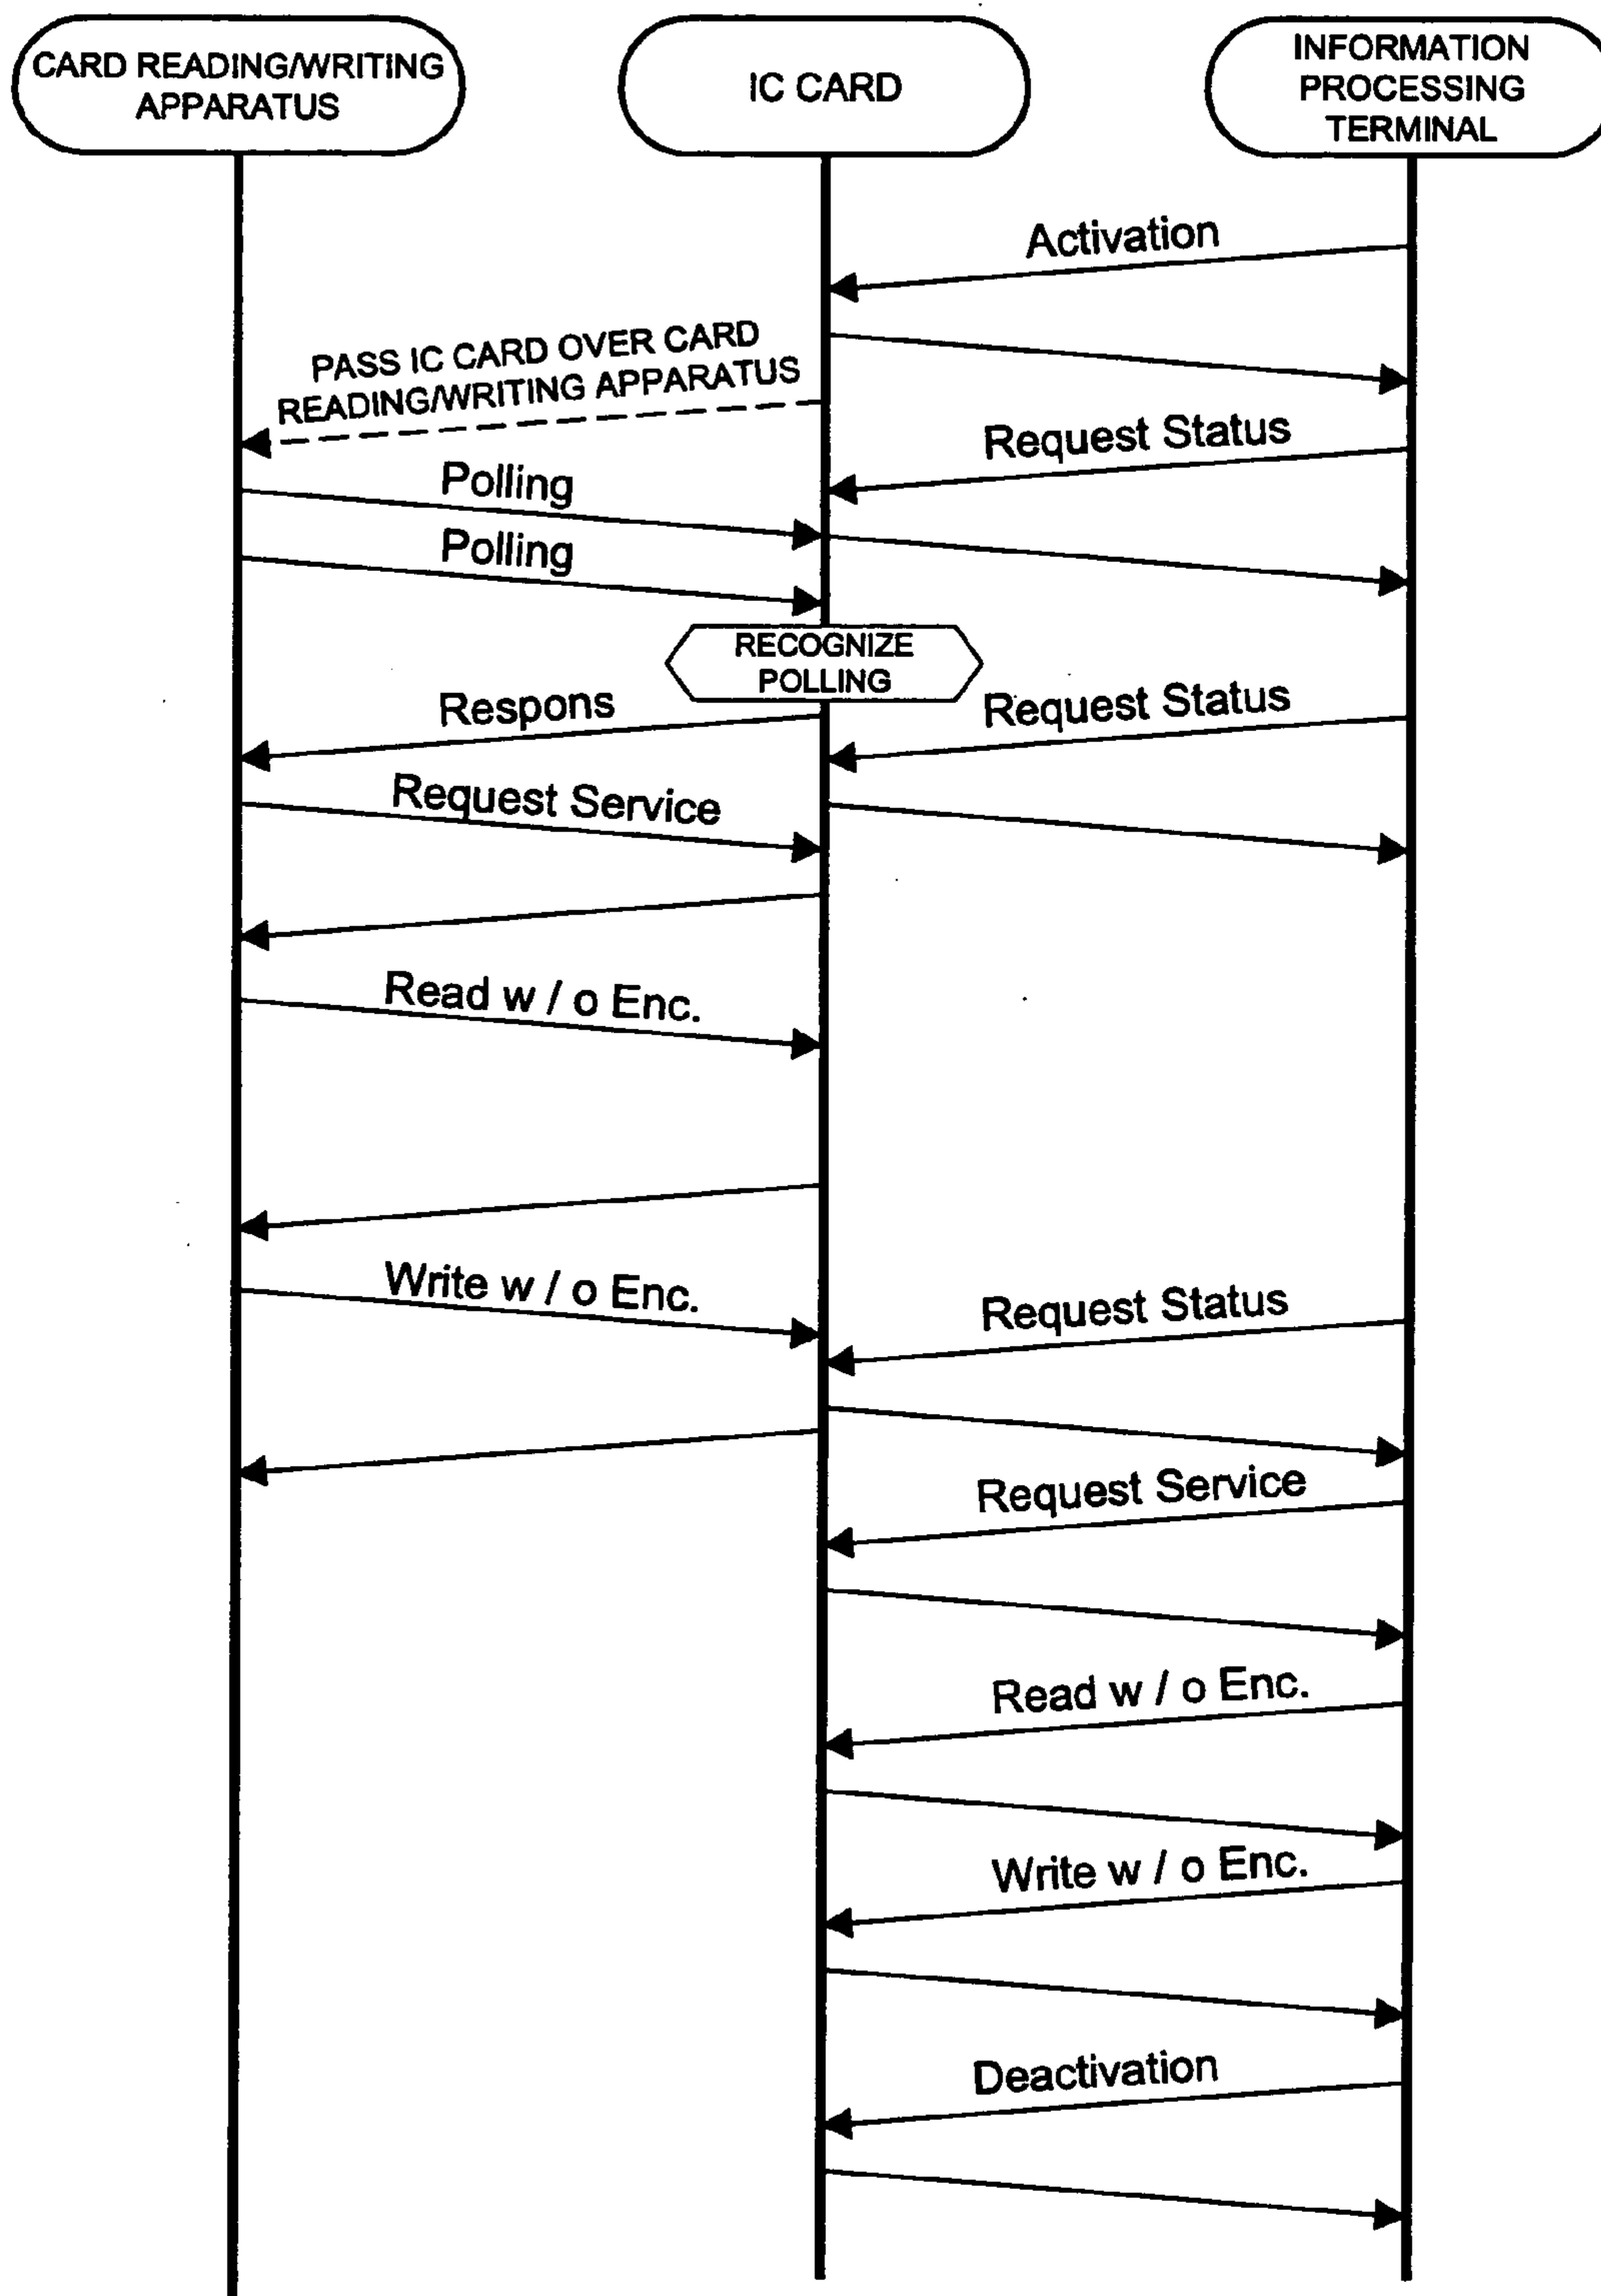 CARD READING/WRITING
APPARATUS
IC CARD
INFORMATION
PROCESSING
TERMINAL
Activation
PASS IC CARD OVER CARD
READING/WRITING APPARATUS
Request Status
Polling
Polling
RECOGNIZE
POLLING
Respons
Request Status
Request Service
Read w / o Enc.
Write w / o Enc.
Request Status
Request Service
Read w / o Enc.
Write w / o Enc.
Deactivation